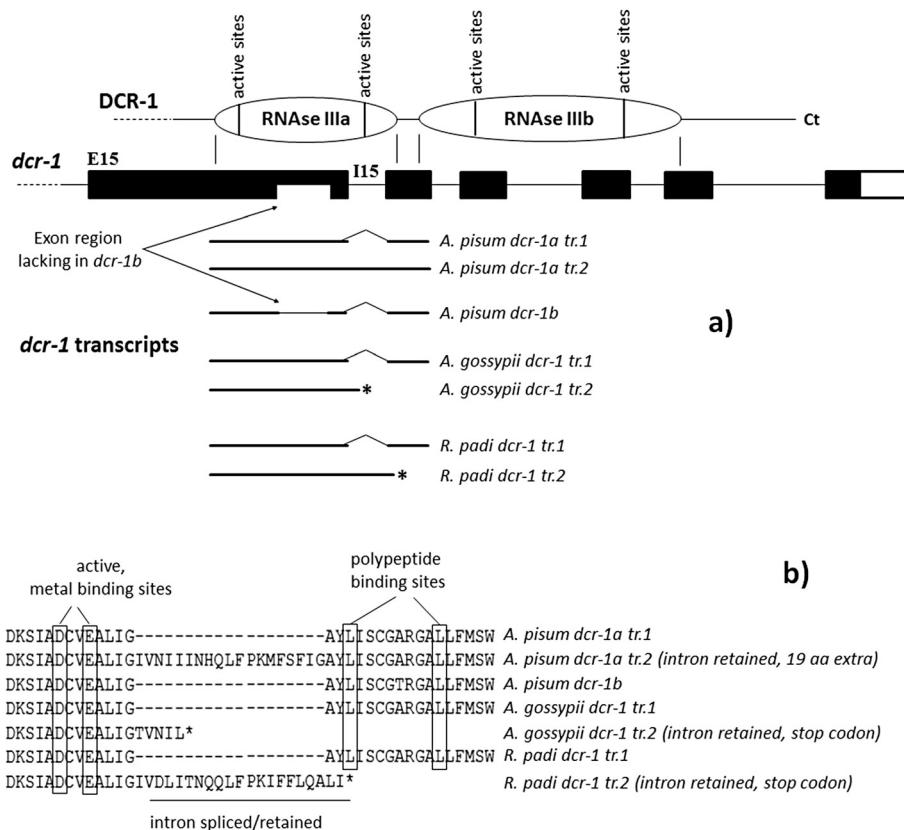 active sites
active sites
active sites
active sites
a)
DCR-1
RNAse IIIa
RNAse IIIb
Ct
dcr-1
E15
I15
Exon region
lacking in dcr-1b
A. pisum dcr-1a tr.1
A. pisum dcr-1a tr.2
A. pisum dcr-1b
dcr-1 transcripts
A. gossypii dcr-1 tr.1
* A. gossypii dcr-1 tr.2
R. padi dcr-1 tr.1
* R. padi dcr-1 tr.2
b)
active,
metal binding sites
polypeptide
binding sites
DKSIADCVEALIG-------------------AYLISCGARGALLFMSW A. pisum dcr-1a tr.1
DKSIADCVEALIGIVNIIINHQLFPKMFSFIGAYLISCGARGALLFMSW A. pisum dcr-1a tr.2 (intron retained, 19 aa extra)
DKSIADCVEALIG-------------------AYLISCGTRGALLFMSW A. pisum dcr-1b
DKSIADCVEALIG-------------------AYLISCGARGALLFMSW A. gossypii dcr-1 tr.1
DKSIADCVEALIGTVNIL* A. gossypii dcr-1 tr.2 (intron retained, stop codon)
DKSIADCVEALIG-------------------AYLISCGARGALLFMSW R. padi dcr-1 tr.1
DKSIADCVEALIGIVDLITNQQLFPKIFFLQALI* R. padi dcr-1 tr.2 (intron retained, stop codon)
intron spliced/retained